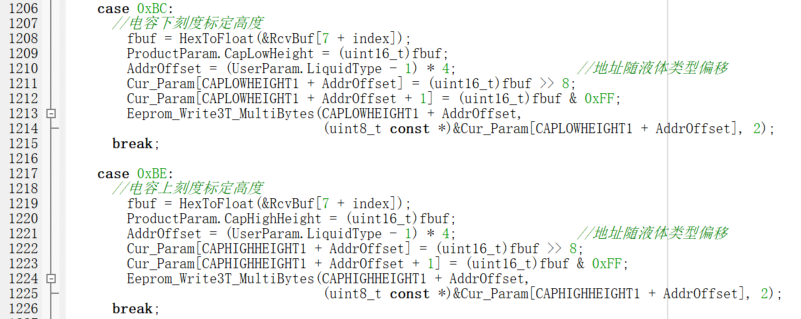 1206 case 0xBC:
1207 //电容下刻度标定高度
1208 fbuf = HexToFloat(&RcvBuf[7 + index]);
1209 ProductParam.CapLowHeight = (uint16_t)fbuf;
1210 AddrOffset = (UserParam.LiquidType - 1) * 4; //地址随液体类型偏移
1211 Cur_Param[CAPLOWHEIGHT1 + AddrOffset] = (uint16_t)fbuf >> 8;
1212 Cur_Param[CAPLOWHEIGHT1 + AddrOffset + 1] = (uint16_t)fbuf & 0xFF;
1213 Eeprom_Write3T_MultiBytes(CAPLOWHEIGHT1 + AddrOffset,
1214 (uint8_t const *)&Cur_Param[CAPLOWHEIGHT1 + AddrOffset], 2);
1215 break;
1216
1217 case 0xBE:
1218 //电容上刻度标定高度
1219 fbuf = HexToFloat(&RcvBuf[7 + index]);
1220 ProductParam.CapHighHeight = (uint16_t)fbuf;
1221 AddrOffset = (UserParam.LiquidType - 1) * 4; //地址随液体类型偏移
1222 Cur_Param[CAPHIGHHEIGHT1 + AddrOffset] = (uint16_t)fbuf >> 8;
1223 Cur_Param[CAPHIGHHEIGHT1 + AddrOffset + 1] = (uint16_t)fbuf & 0xFF;
1224 Eeprom_Write3T_MultiBytes(CAPHIGHHEIGHT1 + AddrOffset,
1225 (uint8_t const *)&Cur_Param[CAPHIGHHEIGHT1 + AddrOffset], 2);
1226 break;